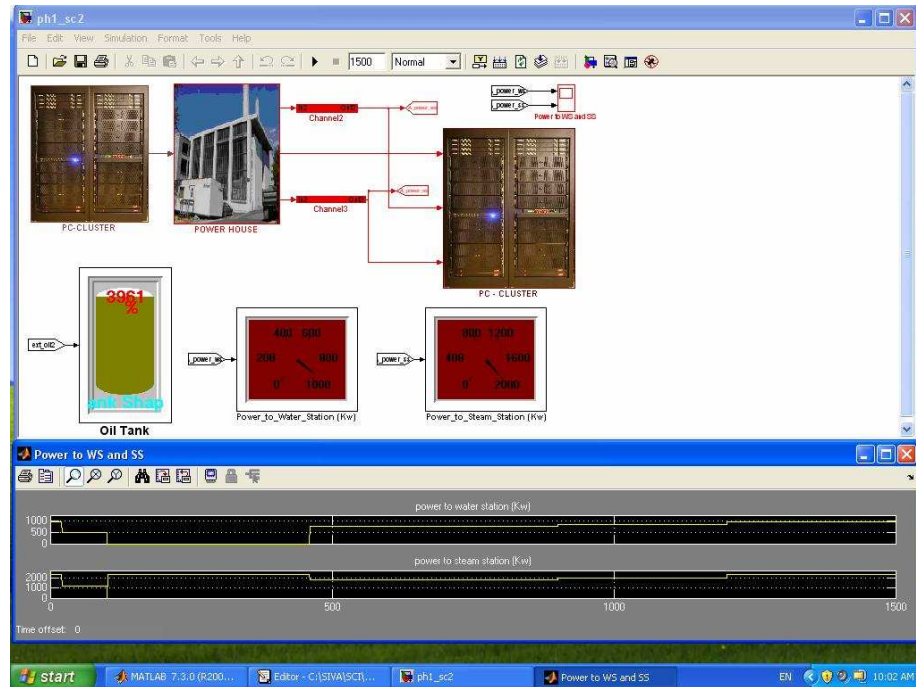 ph1_sc2
File Edit View Simulation Format Tools Help
1500 Normal
Channel2
Power to WS and SS
Channel3
PC-CLUSTER
POWER HOUSE
PC - CLUSTER
3961
%
400 600
800 1200
ext_oil2
_power_ws
200 800
_power_ss
400 1600
0 1000
0 2000
ank Shap
Power_to_Water_Station (Kw)
Power_to_Steam_Station (Kw)
Oil Tank
Power to WS and SS
power to water station (Kw)
1000
500
0
power to steam station (Kw)
2000
1000
0
0 500 1000 1500
Time offset: 0
start
MATLAB 7.3.0 (R200...
Editor - C:\SIVA\SCI\...
ph1_sc2
Power to WS and SS
EN
10:02 AM